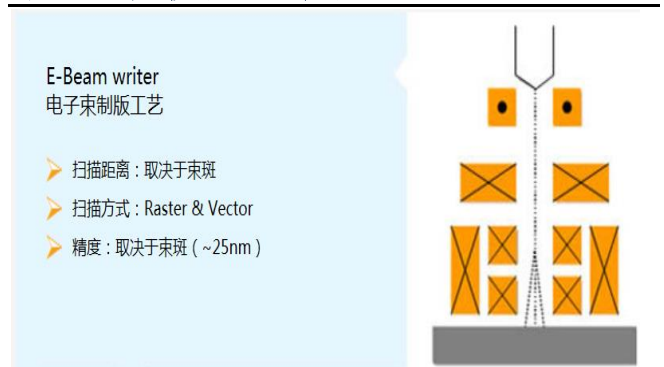 E-Beam writer
电子束制版工艺
扫描距离：取决于束斑
扫描方式：Raster & Vector
精度：取决于束斑（~25nm）